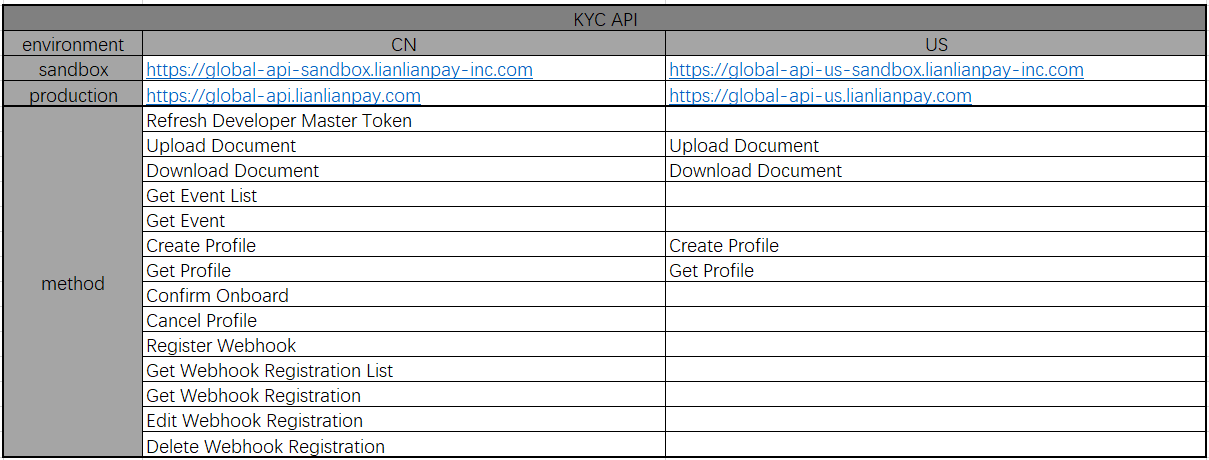 KYC API
environment CN US
sandbox https://global-api-sandbox.lianlianpay-inc.com https://global-api-us-sandbox.lianlianpay-inc.com
production https://global-api.lianlianpay.com https://global-api-us.lianlianpay.com
Refresh Developer Master Token
Upload Document Upload Document
Download Document Download Document
Get Event List
Get Event
Create Profile Create Profile
method Get Profile Get Profile
Confirm Onboard
Cancel Profile
Register Webhook
Get Webhook Registration List
Get Webhook Registration
Edit Webhook Registration
Delete Webhook Registration